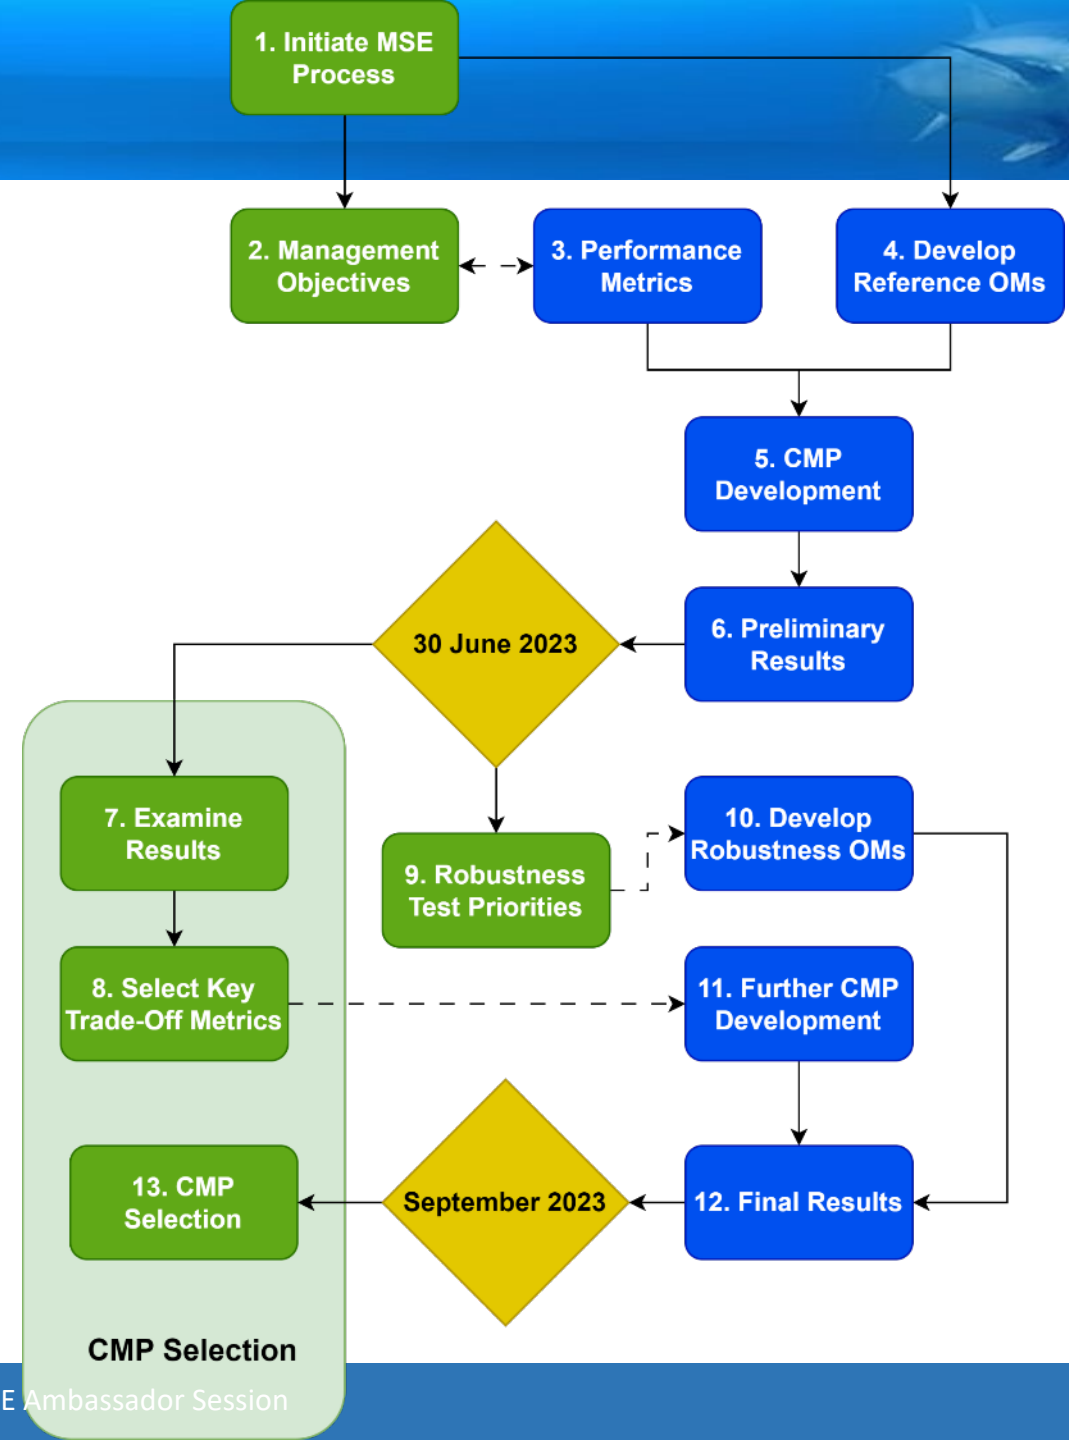 1. Initiate MSE
Process
2. Management
Objectives
3. Performance
Metrics
4. Develop
Reference OMs
5. CMP
Development
6. Preliminary
Results
30 June 2023
7. Examine
Results
8. Select Key
Trade-Off Metrics
9. Robustness
Test Priorities
10. Develop
Robustness OMs
11. Further CMP
Development
12. Final Results
September 2023
13. CMP
Selection
CMP Selection
E Ambassador Session